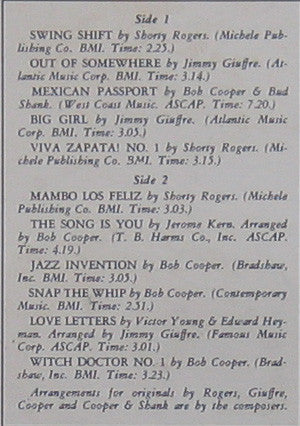 Side 1
SWING SHIFT by Shorty Rogers. (Michele Pub-
lishing Co. BMI. Time: 2.25.)
OUT OF SOMEWHERE by Jimmy Giuffre. (At-
lantic Music Corp. BMI. Time: 3.14.)
MEXICAN PASSPORT by Bob Cooper & Bud
Shank. (West Coast Music. ASCAP. Time: 7.20.)
BIG GIRL by Jimmy Giuffre. (Atlantic Music
Corp. BMI. Time: 3.05.)
VIVA ZAPATA! NO. 1 by Shorty Rogers. (Mi-
chele Publishing Co. BMI. Time: 3.15.)
Side 2
MAMBO LOS FELIZ by Shorty Rogers. (Michele
Publishing Co. BMI. Time: 3.03.)
THE SONG IS YOU by Jerome Kern. Arranged
by Bob Cooper. (T. B. Harms Co., Inc. ASCAP.
Time: 4.19.)
JAZZ INVENTION by Bob Cooper. (Bradshaw,
Inc. BMI. Time: 3.05.)
SNAP THE WHIP by Bob Cooper. (Contemporary
Music. BMI. Time: 2.51.)
LOVE LETTERS by Victor Young & Edward Hey-
man. Arranged by Jimmy Giuffre. (Famous Music
Corp. ASCAP. Time: 3.01.)
WITCH DOCTOR NO. 1 by Bob Cooper. (Brad-
shaw, Inc. BMI. Time: 3.23.)
Arrangements for originals by Rogers, Giuffre,
Cooper and Cooper & Shank are by the composers.